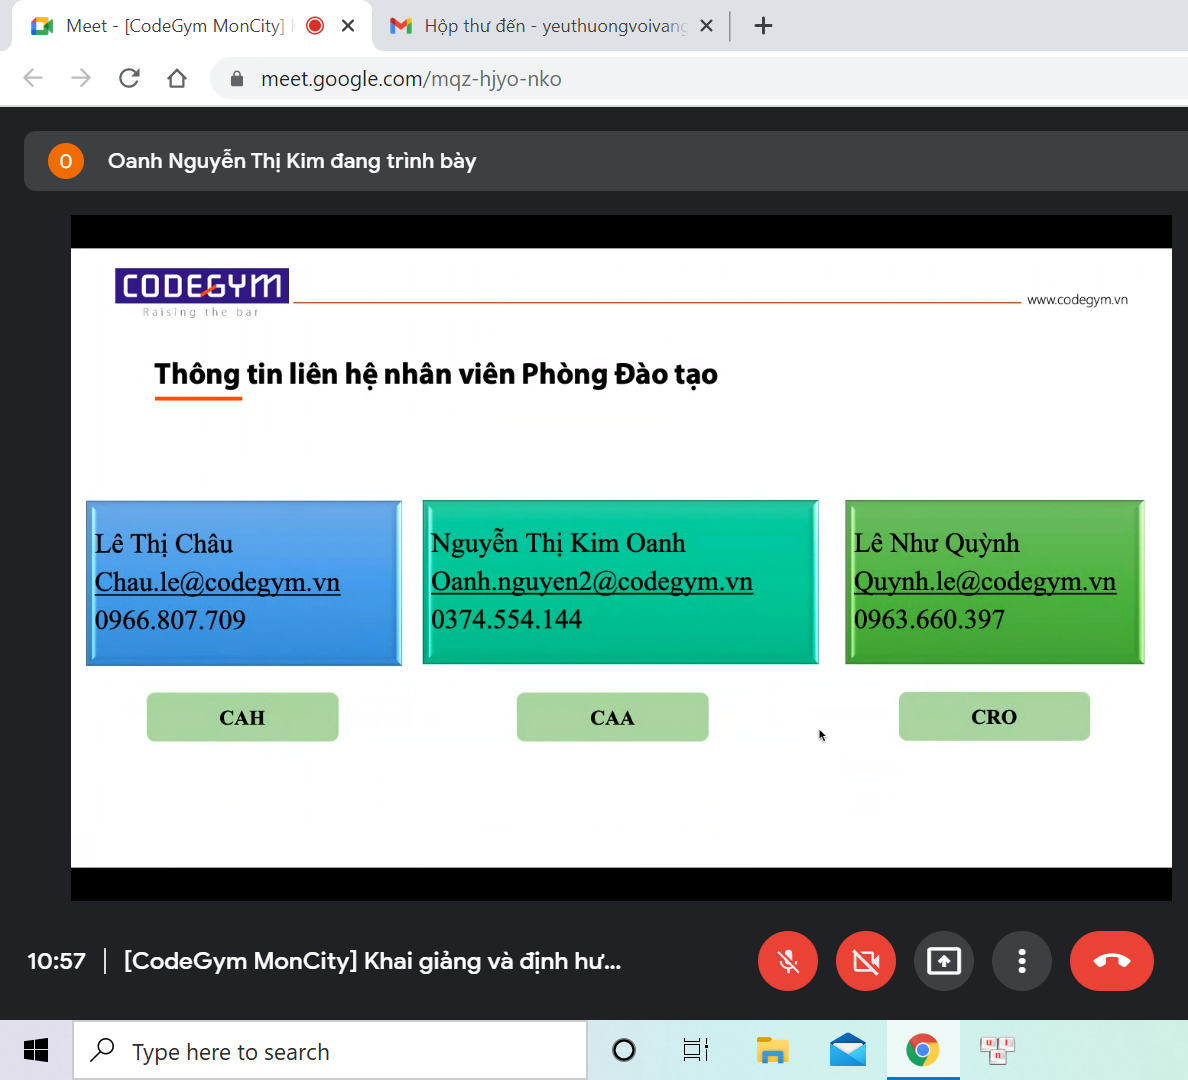 Meet - [CodeGym MonCity]
Hộp thư đến - yeuthuongvoivang
meet.google.com/mqz-hjyo-nko
O
Oanh Nguyễn Thị Kim đang trình bày
CODEGYM
Raising the bar
www.codegym.vn
Thông tin liên hệ nhân viên Phòng Đào tạo
Lê Thị Châu
Chau.le@codegym.vn
0966.807.709
Nguyễn Thị Kim Oanh
Oanh.nguyen2@codegym.vn
0374.554.144
Lê Như Quỳnh
Quynh.le@codegym.vn
0963.660.397
CAH
CAA
CRO
10:57
[CodeGym MonCity] Khai giảng và định hư...
Type here to search
u
i
n